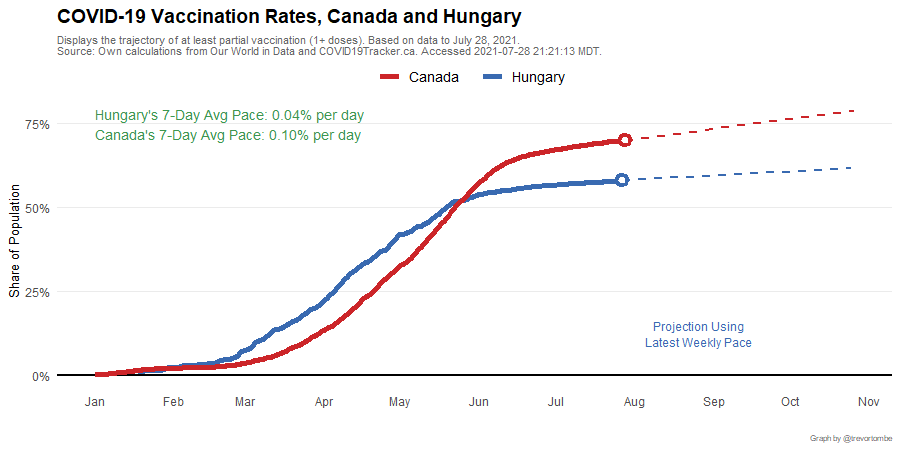 COVID-19 Vaccination Rates, Canada and Hungary
Displays the trajectory of at least partial vaccination (1+ doses). Based on data to July 28, 2021.
Source: Own calculations from Our World in Data and COVID19Tracker.ca. Accessed 2021-07-28 21:21:13 MDT.
Canada Hungary
Hungary's 7-Day Avg Pace: 0.04% per day
Canada's 7-Day Avg Pace: 0.10% per day
75%
50%
25%
0%
Share of Population
Projection Using
Latest Weekly Pace
Jan Feb Mar Apr May Jun Jul Aug Sep Oct Nov
Graph by @trevortombe